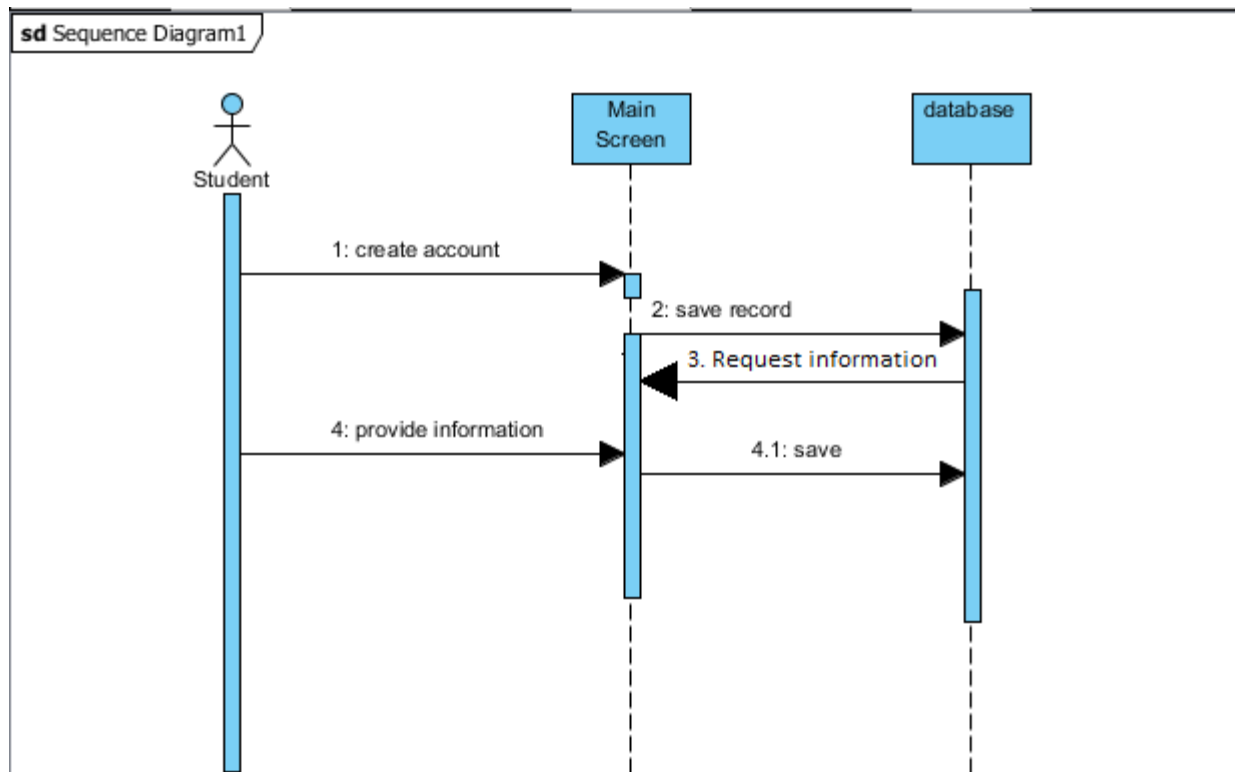 sd Sequence Diagram1
Main
Screen
database
Student
1: create account
2: save record
3. Request information
4: provide information
4.1: save